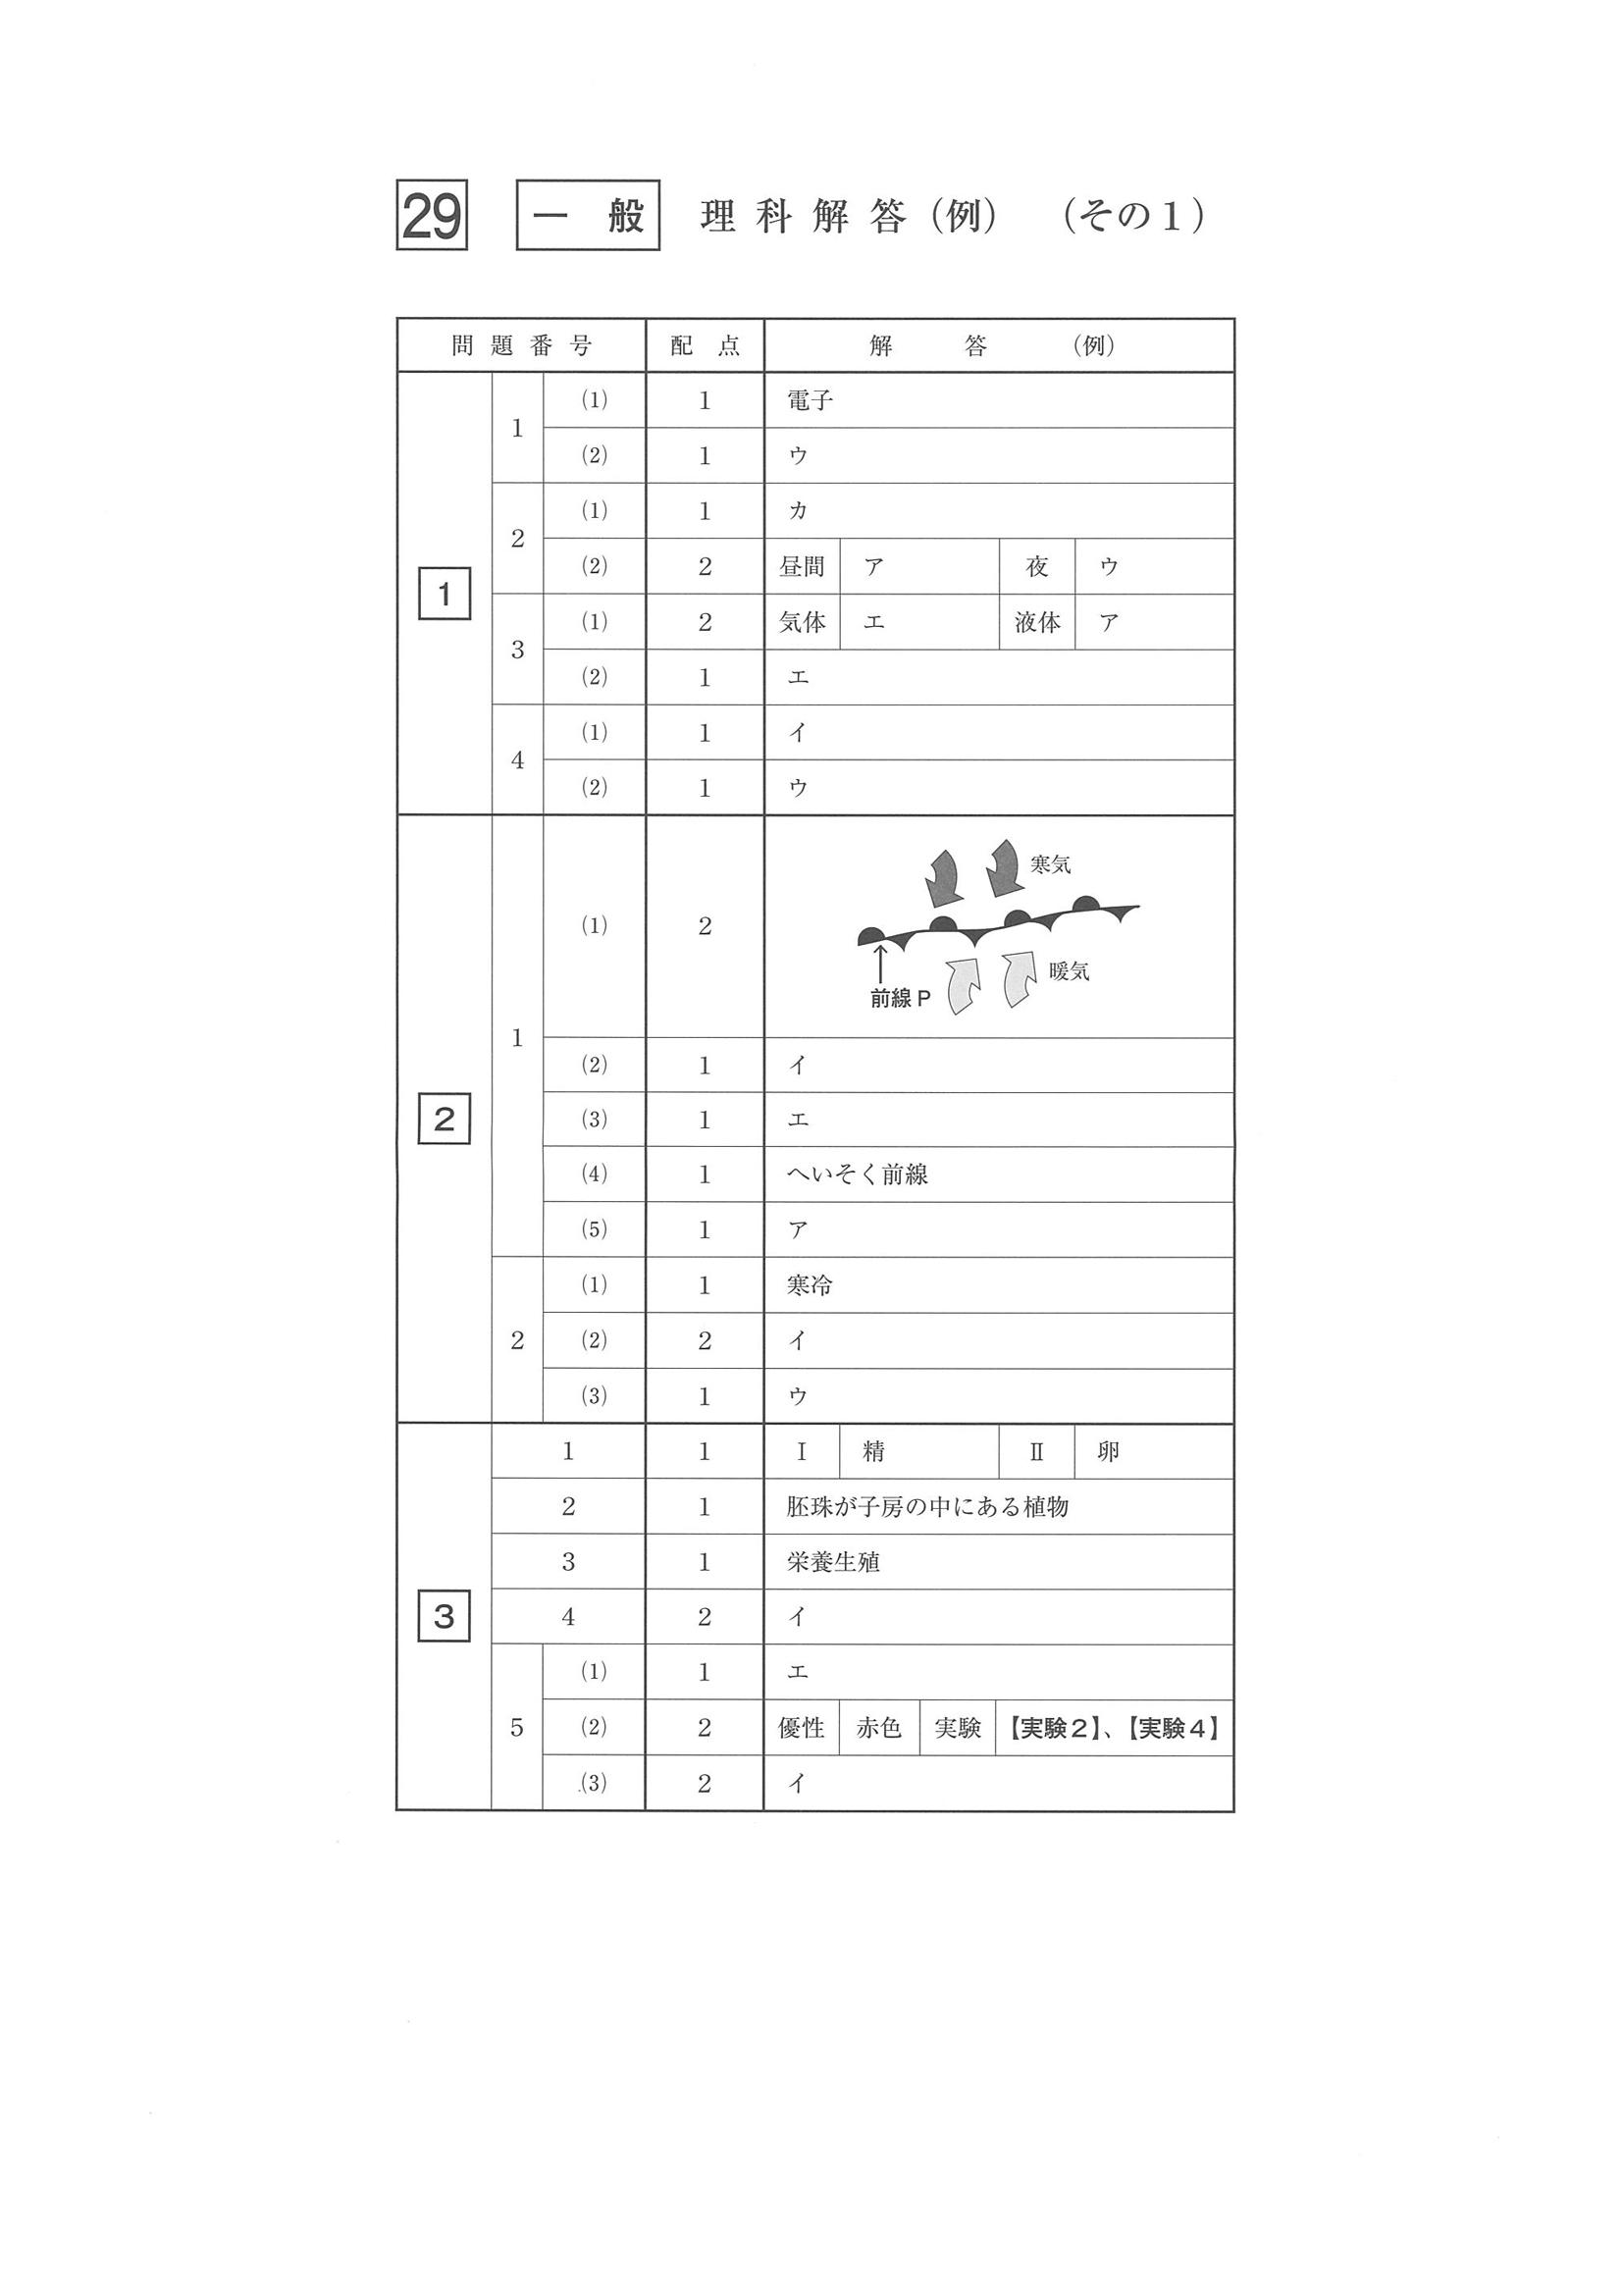 29 一般 理科解答(例) (その1)
問題番号 配点 解答 (例)
1 1 (1) 1 電子
(2) 1 ウ
2 (1) 1 カ
(2) 2 昼間 ア 夜 ウ
3 (1) 2 気体 エ 液体 ア
(2) 1 エ
4 (1) 1 イ
(2) 1 ウ
2 1 (1) 2 寒気
暖気
前線P
(2) 1 イ
(3) 1 エ
(4) 1 へいそく前線
(5) 1 ア
2 (1) 1 寒冷
(2) 2 イ
(3) 1 ウ
3 1 1 Ⅰ 精 Ⅱ 卵
2 1 胚珠が子房の中にある植物
3 1 栄養生殖
4 2 イ
5 (1) 1 エ
(2) 2 優性 赤色 実験 【実験2】、【実験4】
(3) 2 イ